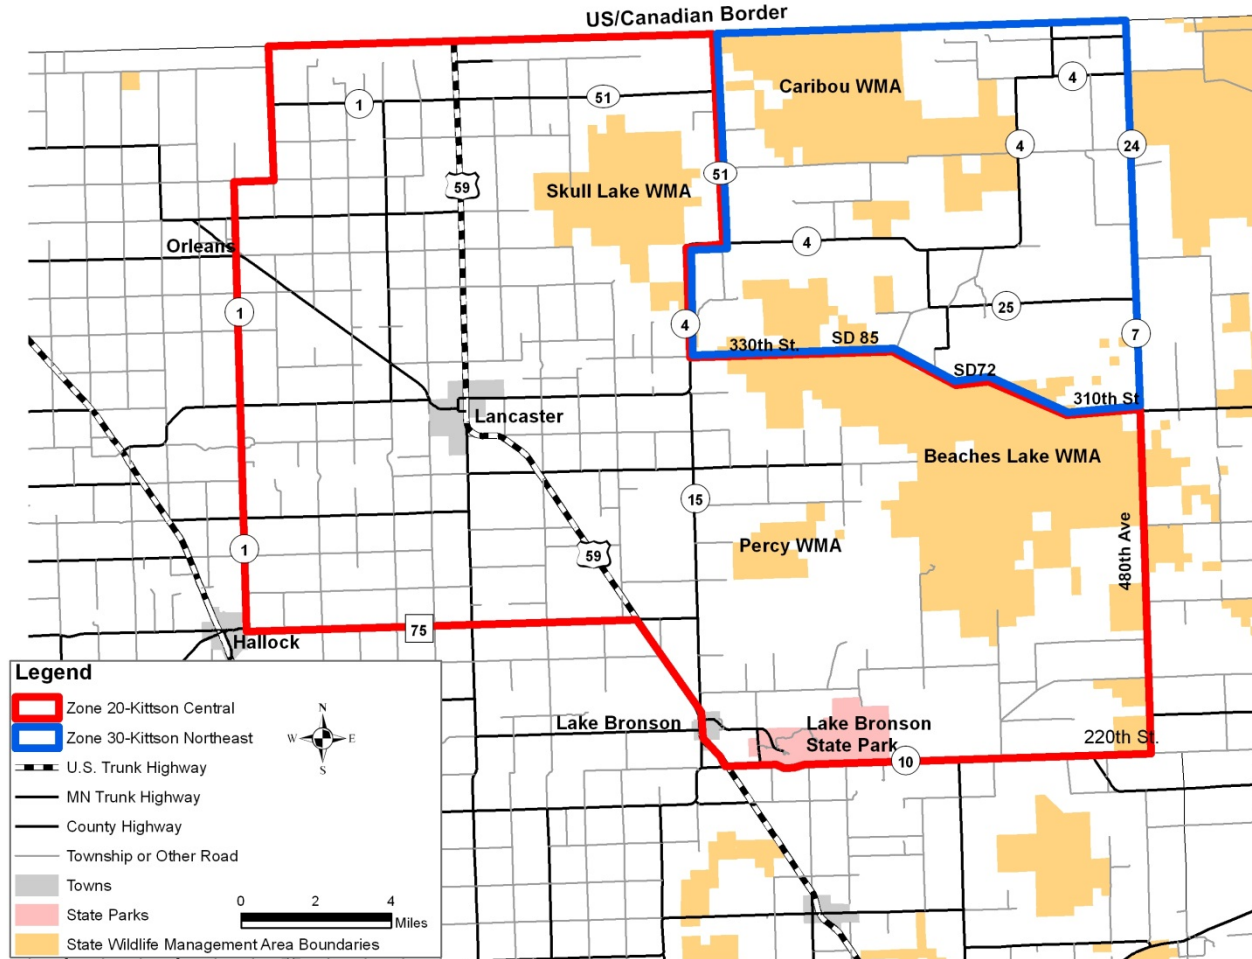 US/Canadian Border
Caribou WMA
4
1
51
4
24
51
59
Skull Lake WMA
4
Orleans
25
1
4
7
330th St.
SD 85
SD72
310th St
Lancaster
Beaches Lake WMA
15
480th Ave
Percy WMA
1
59
75
Hallock
Lake Bronson
Lake Bronson
State Park
220th St.
10
Legend
Zone 20-Kittson Central
Zone 30-Kittson Northeast
N
W
E
S
U.S. Trunk Highway
MN Trunk Highway
County Highway
Township or Other Road
Towns
State Parks
State Wildlife Management Area Boundaries
0 2 4
Miles